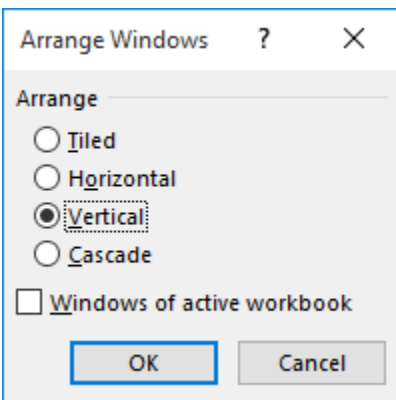 Arrange Windows ? ×
Arrange
Tiled
Horizontal
Vertical
Cascade
Windows of active workbook
OK Cancel